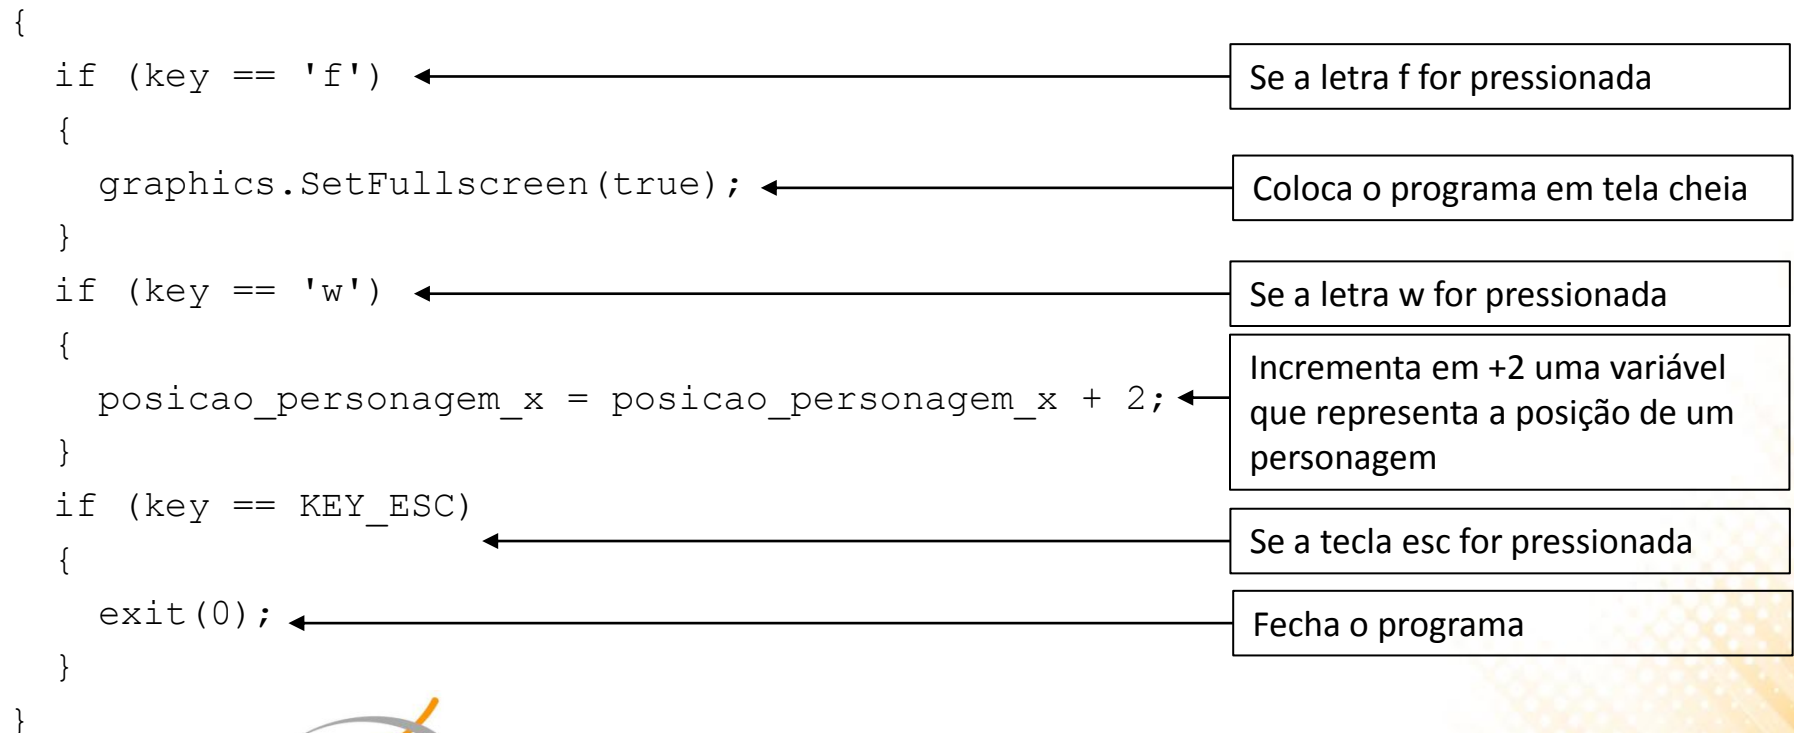 {
if (key == 'f')
Se a letra f for pressionada
{
graphics.SetFullscreen(true);
Coloca o programa em tela cheia
}
if (key == 'w')
Se a letra w for pressionada
{
posicao_personagem_x = posicao_personagem_x + 2;
Incrementa em +2 uma variável
que representa a posição de um
personagem
}
if (key == KEY_ESC)
Se a tecla esc for pressionada
{
exit(0);
Fecha o programa
}
}